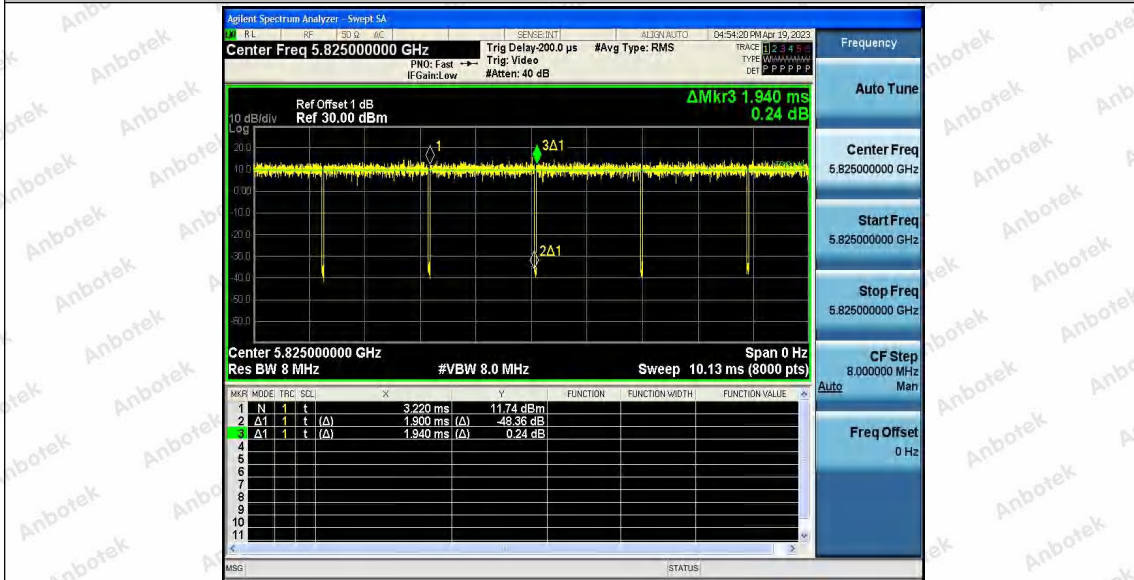 Agilent Spectrum Analyzer - Swept SA
RL RF 50 Ω AC SENSE:INT ALIGN AUTO 04:54:20 PM Apr 19, 2023
Center Freq 5.825000000 GHz
PNO: Fast
IFGain:Low
Trig Delay-200.0 µs
Trig: Video
#Atten: 40 dB
#Avg Type: RMS
TRACE 1 2 3 4 5 6
TYPE W
DET P P P P P P
ΔMkr3 1.940 ms
0.24 dB
Ref Offset 1 dB
10 dB/div Ref 30.00 dBm
Log
20.0
10.0
0.00
-10.0
-20.0
-30.0
-40.0
-50.0
-60.0
1
3Δ1
2Δ1
Center 5.825000000 GHz Span 0 Hz
Res BW 8 MHz #VBW 8.0 MHz Sweep 10.13 ms (8000 pts)
MKR MODE TRC SCL X Y FUNCTION FUNCTION WIDTH FUNCTION VALUE
1 N 1 t 3.220 ms 11.74 dBm
2 Δ1 1 t (Δ) 1.900 ms (Δ) -48.36 dB
3 Δ1 1 t (Δ) 1.940 ms (Δ) 0.24 dB
4
5
6
7
8
9
10
11
MSG STATUS
Frequency
Auto Tune
Center Freq
5.825000000 GHz
Start Freq
5.825000000 GHz
Stop Freq
5.825000000 GHz
CF Step
8.000000 MHz
Auto Man
Freq Offset
0 Hz
Anbotek